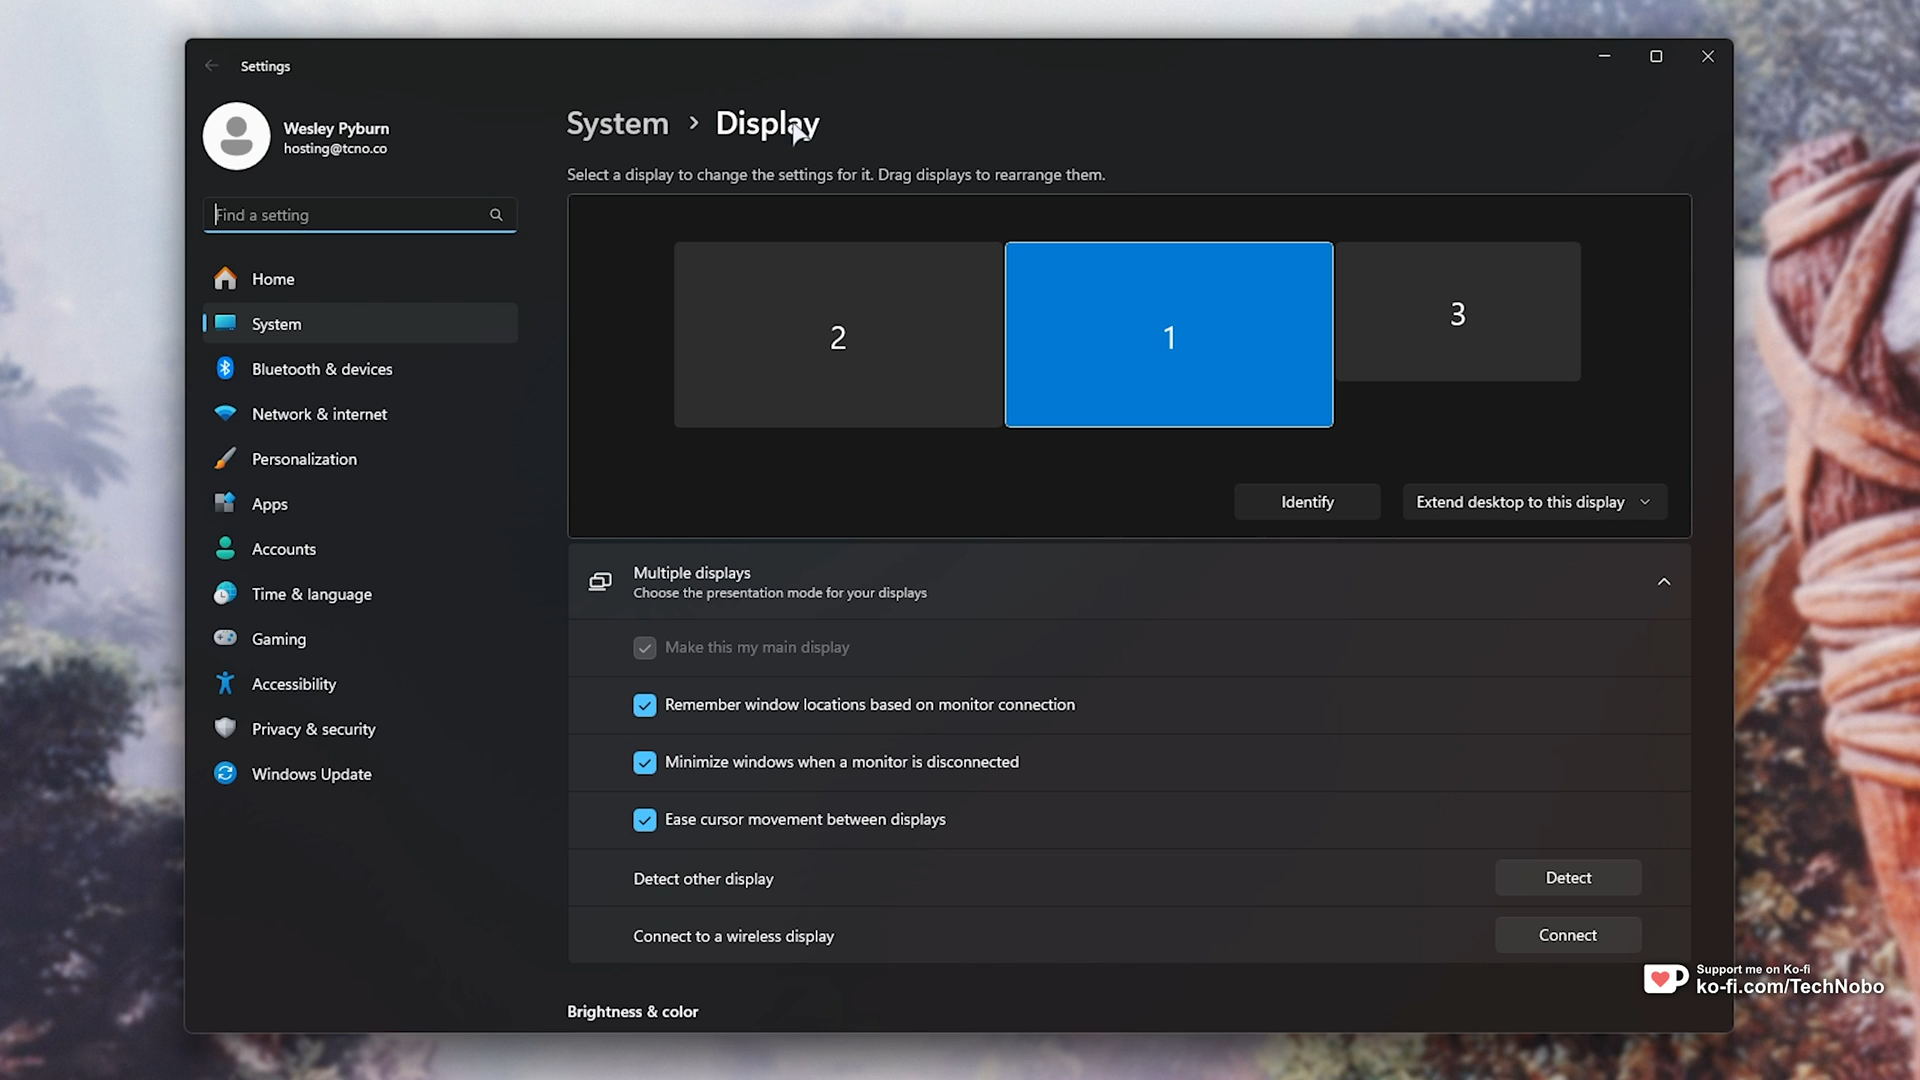 Settings
Wesley Pyburn
hosting@tcno.co
Find a setting
Home
System
Bluetooth & devices
Network & internet
Personalization
Apps
Accounts
Time & language
Gaming
Accessibility
Privacy & security
Windows Update
System > Display
Select a display to change the settings for it. Drag displays to rearrange them.
2 1 3
Identify Extend desktop to this display
Multiple displays
Choose the presentation mode for your displays
Make this my main display
Remember window locations based on monitor connection
Minimize windows when a monitor is disconnected
Ease cursor movement between displays
Detect other display Detect
Connect to a wireless display Connect
Brightness & color
Support me on Ko-fi
ko-fi.com/TechNobo